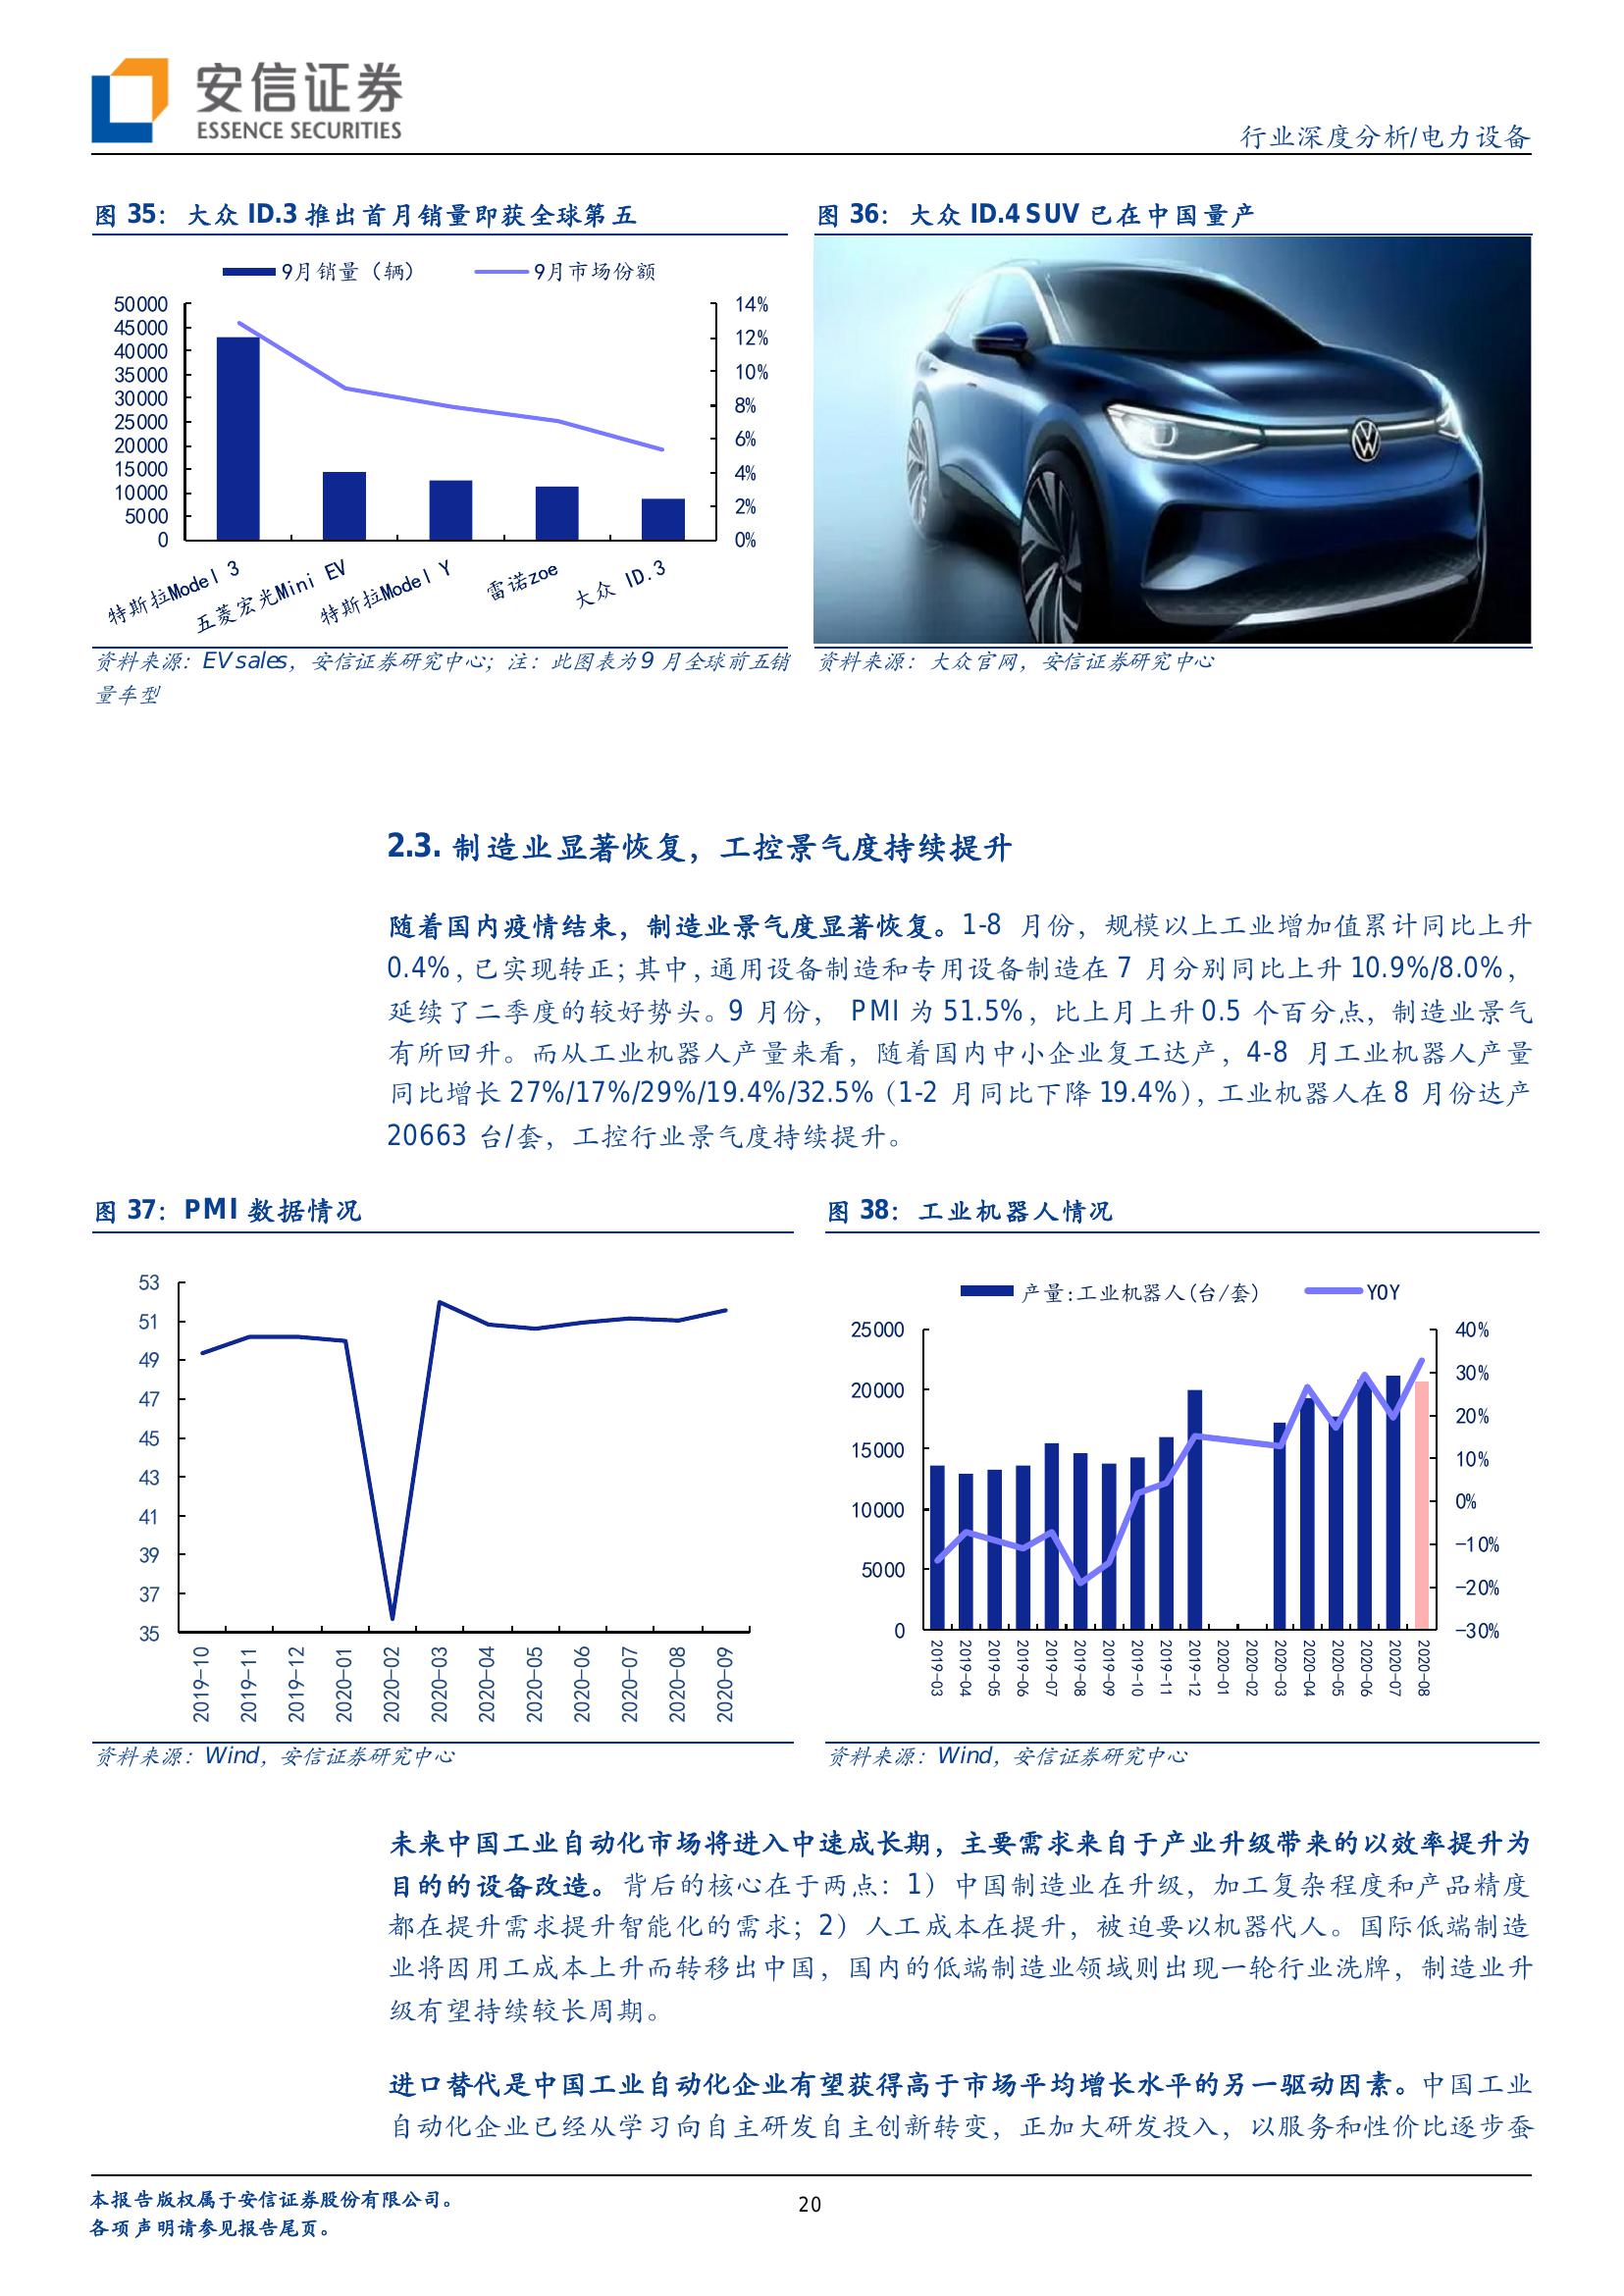 安信证券
ESSENCE SECURITIES
行业深度分析/电力设备
图 35：大众 ID.3 推出首月销量即获全球第五
9月销量（辆）
9月市场份额
50000
45000
40000
35000
30000
25000
20000
15000
10000
5000
0
14%
12%
10%
8%
6%
4%
2%
0%
特斯拉Model 3
五菱宏光Mini EV
特斯拉Model Y
雷诺zoe
大众 ID.3
资料来源：EV sales，安信证券研究中心；注：此图表为 9 月全球前五销
量车型
图 36：大众 ID.4 SUV 已在中国量产
资料来源：大众官网，安信证券研究中心
2.3. 制造业显著恢复，工控景气度持续提升
随着国内疫情结束，制造业景气度显著恢复。1-8 月份，规模以上工业增加值累计同比上升
0.4%，已实现转正；其中，通用设备制造和专用设备制造在 7 月分别同比上升 10.9%/8.0%，
延续了二季度的较好势头。9 月份， PMI 为 51.5%，比上月上升 0.5 个百分点，制造业景气
有所回升。而从工业机器人产量来看，随着国内中小企业复工达产，4-8 月工业机器人产量
同比增长 27%/17%/29%/19.4%/32.5%（1-2 月同比下降 19.4%），工业机器人在 8 月份达产
20663 台/套，工控行业景气度持续提升。
图 37：PMI 数据情况
53
51
49
47
45
43
41
39
37
35
2019-10
2019-11
2019-12
2020-01
2020-02
2020-03
2020-04
2020-05
2020-06
2020-07
2020-08
2020-09
资料来源：Wind，安信证券研究中心
图 38：工业机器人情况
产量:工业机器人(台/套)
YOY
25000
20000
15000
10000
5000
0
40%
30%
20%
10%
0%
-10%
-20%
-30%
2019-03
2019-04
2019-05
2019-06
2019-07
2019-08
2019-09
2019-10
2019-11
2019-12
2020-01
2020-02
2020-03
2020-04
2020-05
2020-06
2020-07
2020-08
资料来源：Wind，安信证券研究中心
未来中国工业自动化市场将进入中速成长期，主要需求来自于产业升级带来的以效率提升为
目的的设备改造。背后的核心在于两点：1）中国制造业在升级，加工复杂程度和产品精度
都在提升需求提升智能化的需求；2）人工成本在提升，被迫要以机器代人。国际低端制造
业将因用工成本上升而转移出中国，国内的低端制造业领域则出现一轮行业洗牌，制造业升
级有望持续较长周期。
进口替代是中国工业自动化企业有望获得高于市场平均增长水平的另一驱动因素。中国工业
自动化企业已经从学习向自主研发自主创新转变，正加大研发投入，以服务和性价比逐步蚕
本报告版权属于安信证券股份有限公司。
各项声明请参见报告尾页。
20